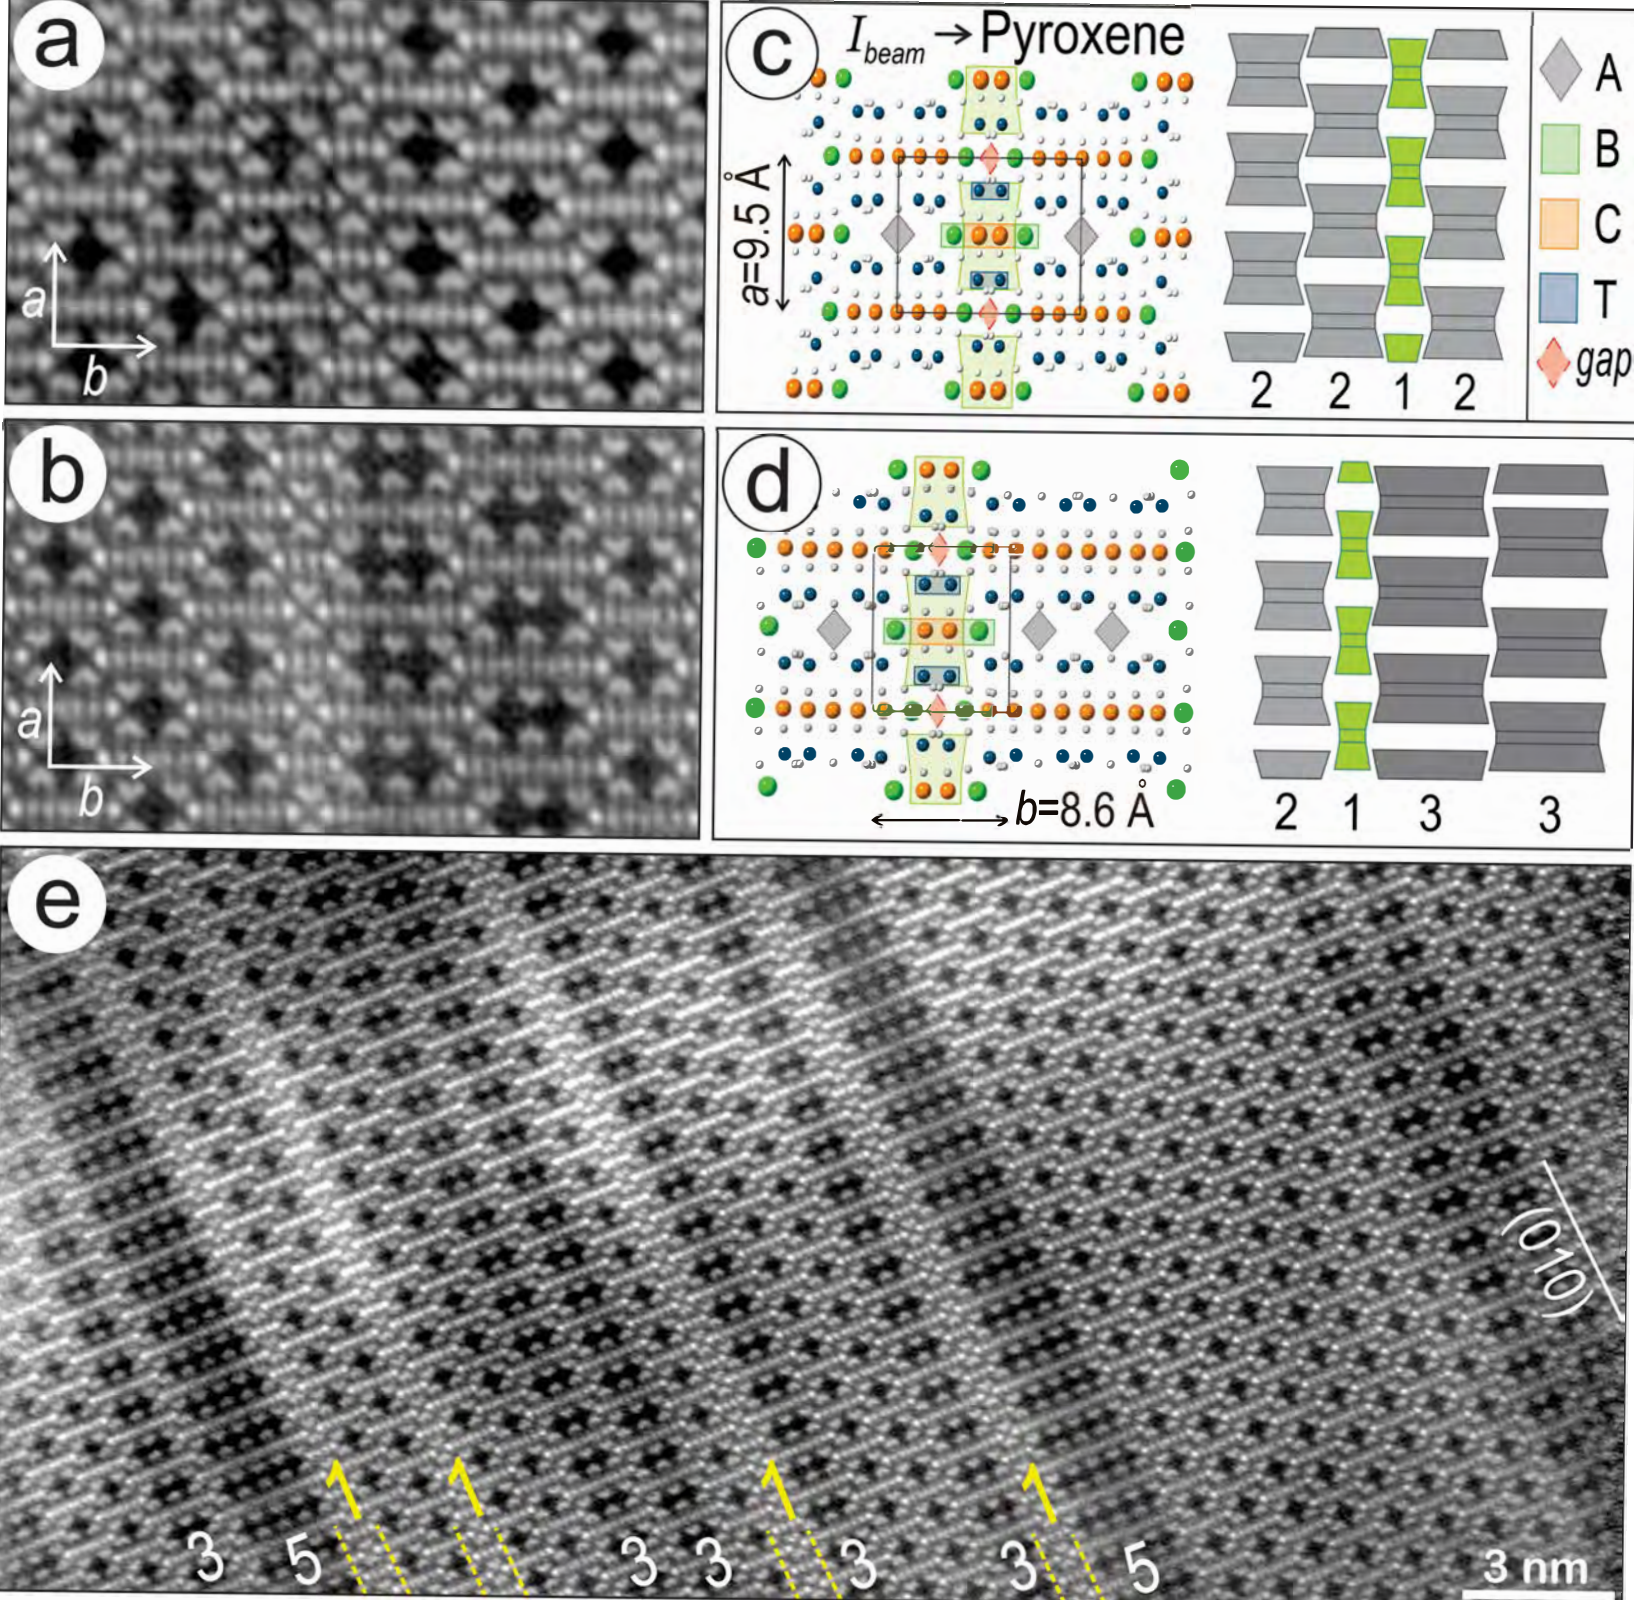 a
a
b
b
a
b
c
I beam → Pyroxene
a=9.5 Å
2 2 1 2
A
B
C
T
gap
d
b=8.6 Å
2 1 3 3
e
(010)
3 5 3 3 3 3 5
3 nm